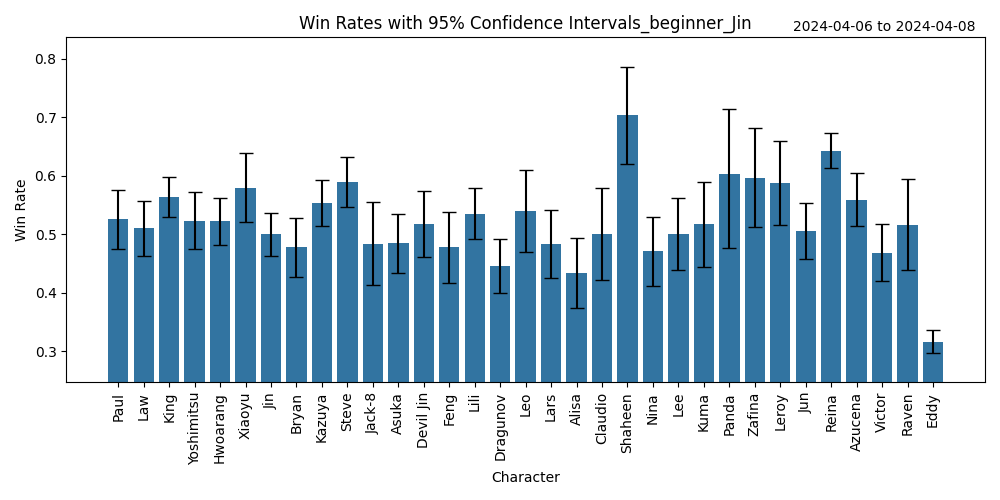 Win Rates with 95% Confidence Intervals_beginner_Jin
2024-04-06 to 2024-04-08
Win Rate
0.8
0.7
0.6
0.5
0.4
0.3
Paul
Law
King
Yoshimitsu
Hwoarang
Xiaoyu
Jin
Bryan
Kazuya
Steve
Jack-8
Asuka
Devil Jin
Feng
Lili
Dragunov
Leo
Lars
Alisa
Claudio
Shaheen
Nina
Lee
Kuma
Panda
Zafina
Leroy
Jun
Reina
Azucena
Victor
Raven
Eddy
Character